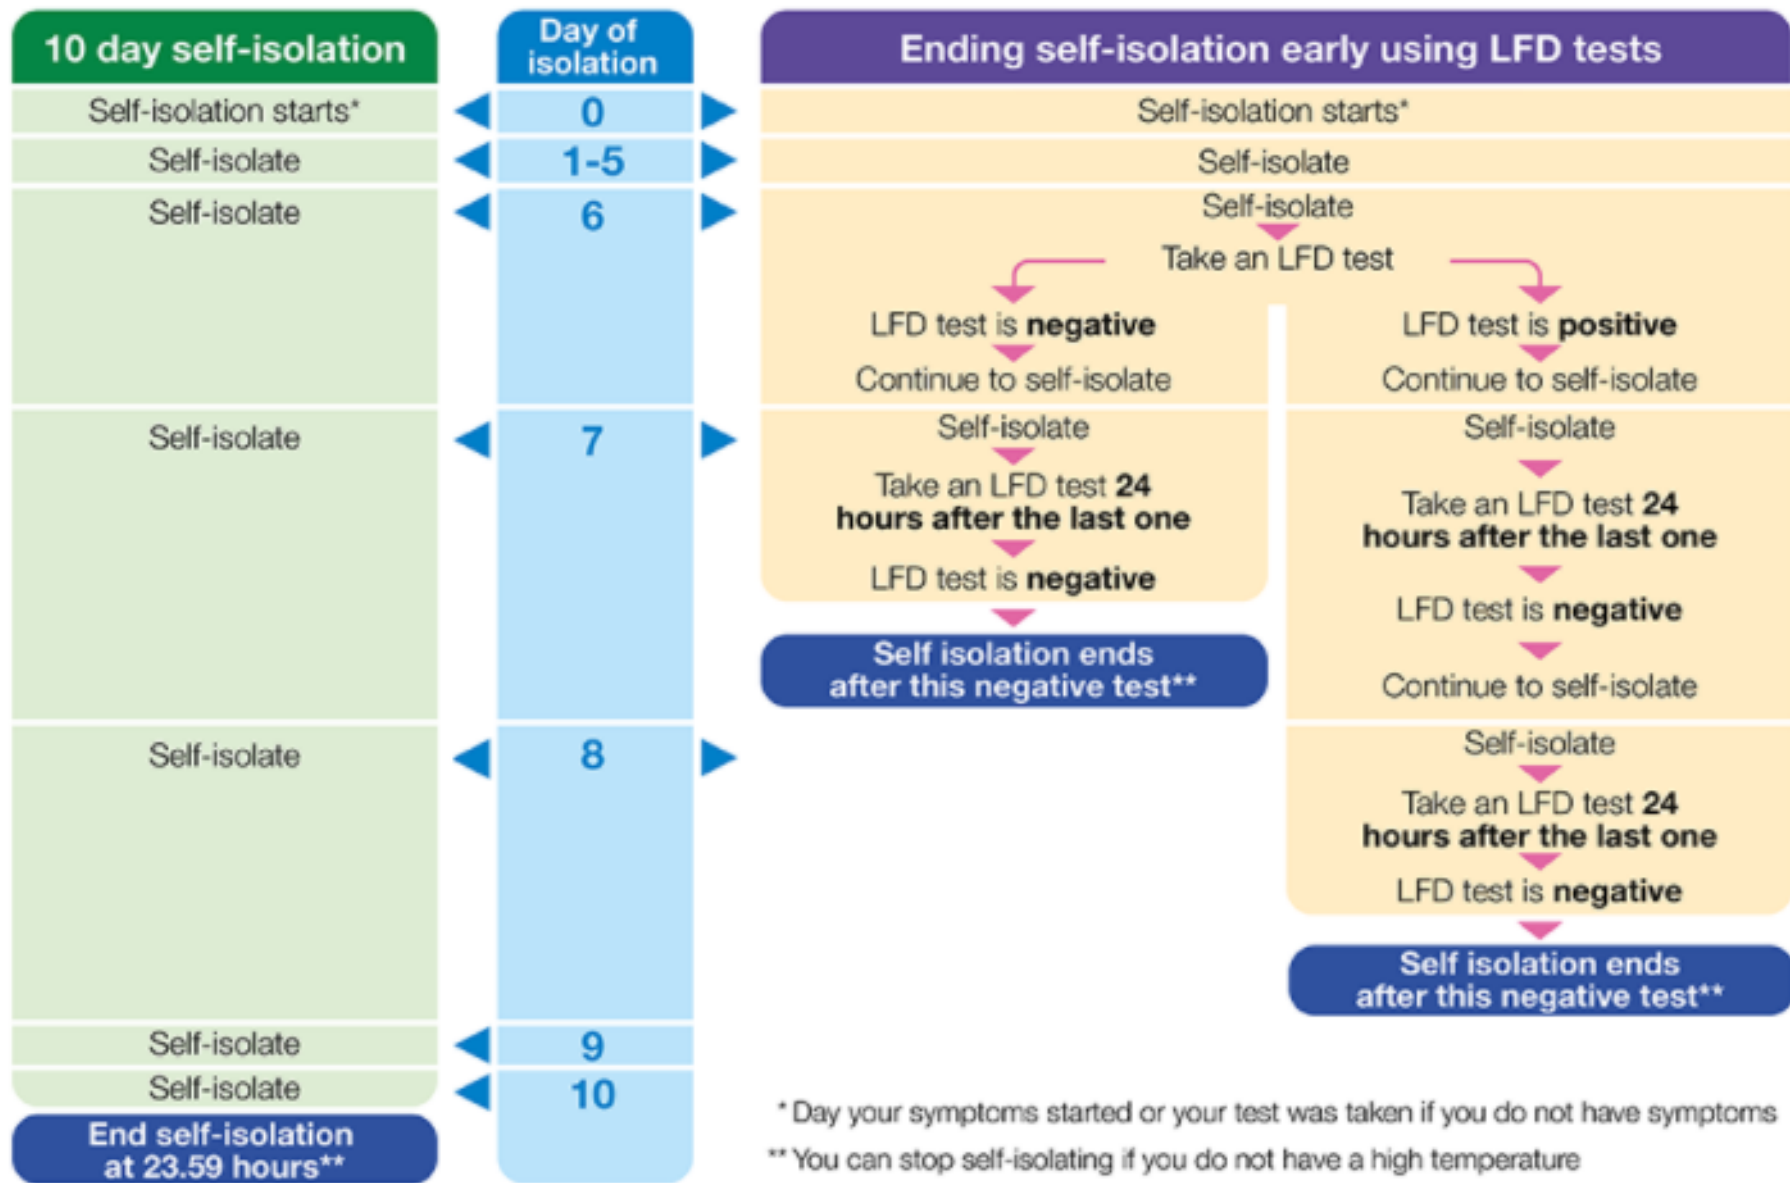 10 day self-isolation
Day of
isolation
Ending self-isolation early using LFD tests
Self-isolation starts*
0
Self-isolation starts*
Self-isolate
1-5
Self-isolate
Self-isolate
6
Self-isolate
Take an LFD test
LFD test is negative
LFD test is positive
Continue to self-isolate
Continue to self-isolate
Self-isolate
7
Self-isolate
Take an LFD test 24
hours after the last one
LFD test is negative
Self isolation ends
after this negative test**
Self-isolate
Take an LFD test 24
hours after the last one
LFD test is negative
Continue to self-isolate
Self-isolate
8
Self-isolate
Take an LFD test 24
hours after the last one
LFD test is negative
Self isolation ends
after this negative test**
Self-isolate
9
Self-isolate
10
End self-isolation
at 23.59 hours**
* Day your symptoms started or your test was taken if you do not have symptoms
** You can stop self-isolating if you do not have a high temperature